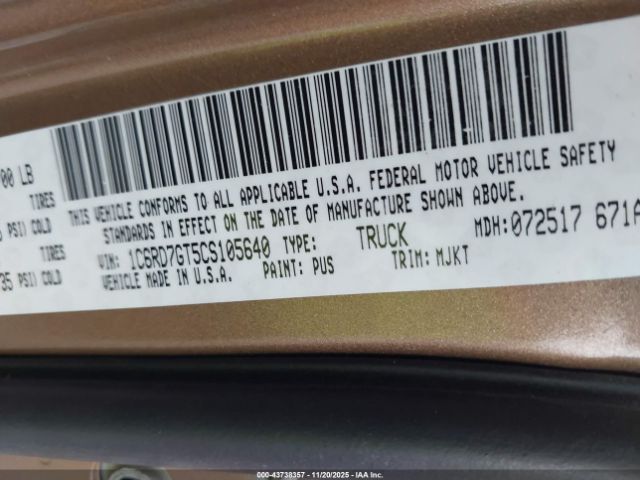 00 LB
TIRES
PSI) COLD
TIRES
35 PSI) COLD
THIS VEHICLE CONFORMS TO ALL APPLICABLE U.S.A. FEDERAL MOTOR VEHICLE SAFETY
STANDARDS IN EFFECT ON THE DATE OF MANUFACTURE SHOWN ABOVE.
VIN: 1C6RD7GT5CS105640 TYPE: TRUCK MDH:072517 671A
VEHICLE MADE IN U.S.A. PAINT: PUS TRIM: MJKT
000-43738357 - 11/20/2025 - IAA Inc.